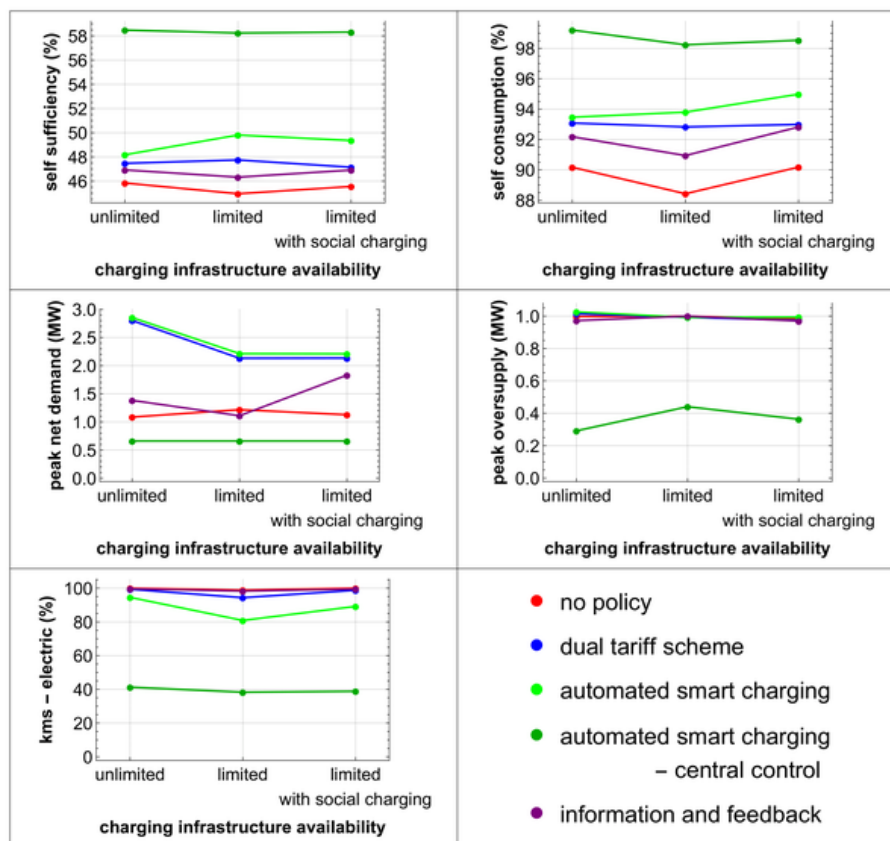 self sufficiency (%)
58
56
54
52
50
48
46
unlimited limited limited
with social charging
charging infrastructure availability
self consumption (%)
98
96
94
92
90
88
unlimited limited limited
with social charging
charging infrastructure availability
peak net demand (MW)
3.0
2.5
2.0
1.5
1.0
0.5
0.0
unlimited limited limited
with social charging
charging infrastructure availability
peak oversupply (MW)
1.0
0.8
0.6
0.4
0.2
0.0
unlimited limited limited
with social charging
charging infrastructure availability
kms – electric (%)
100
80
60
40
20
0
unlimited limited limited
with social charging
charging infrastructure availability
no policy
dual tariff scheme
automated smart charging
automated smart charging
– central control
information and feedback